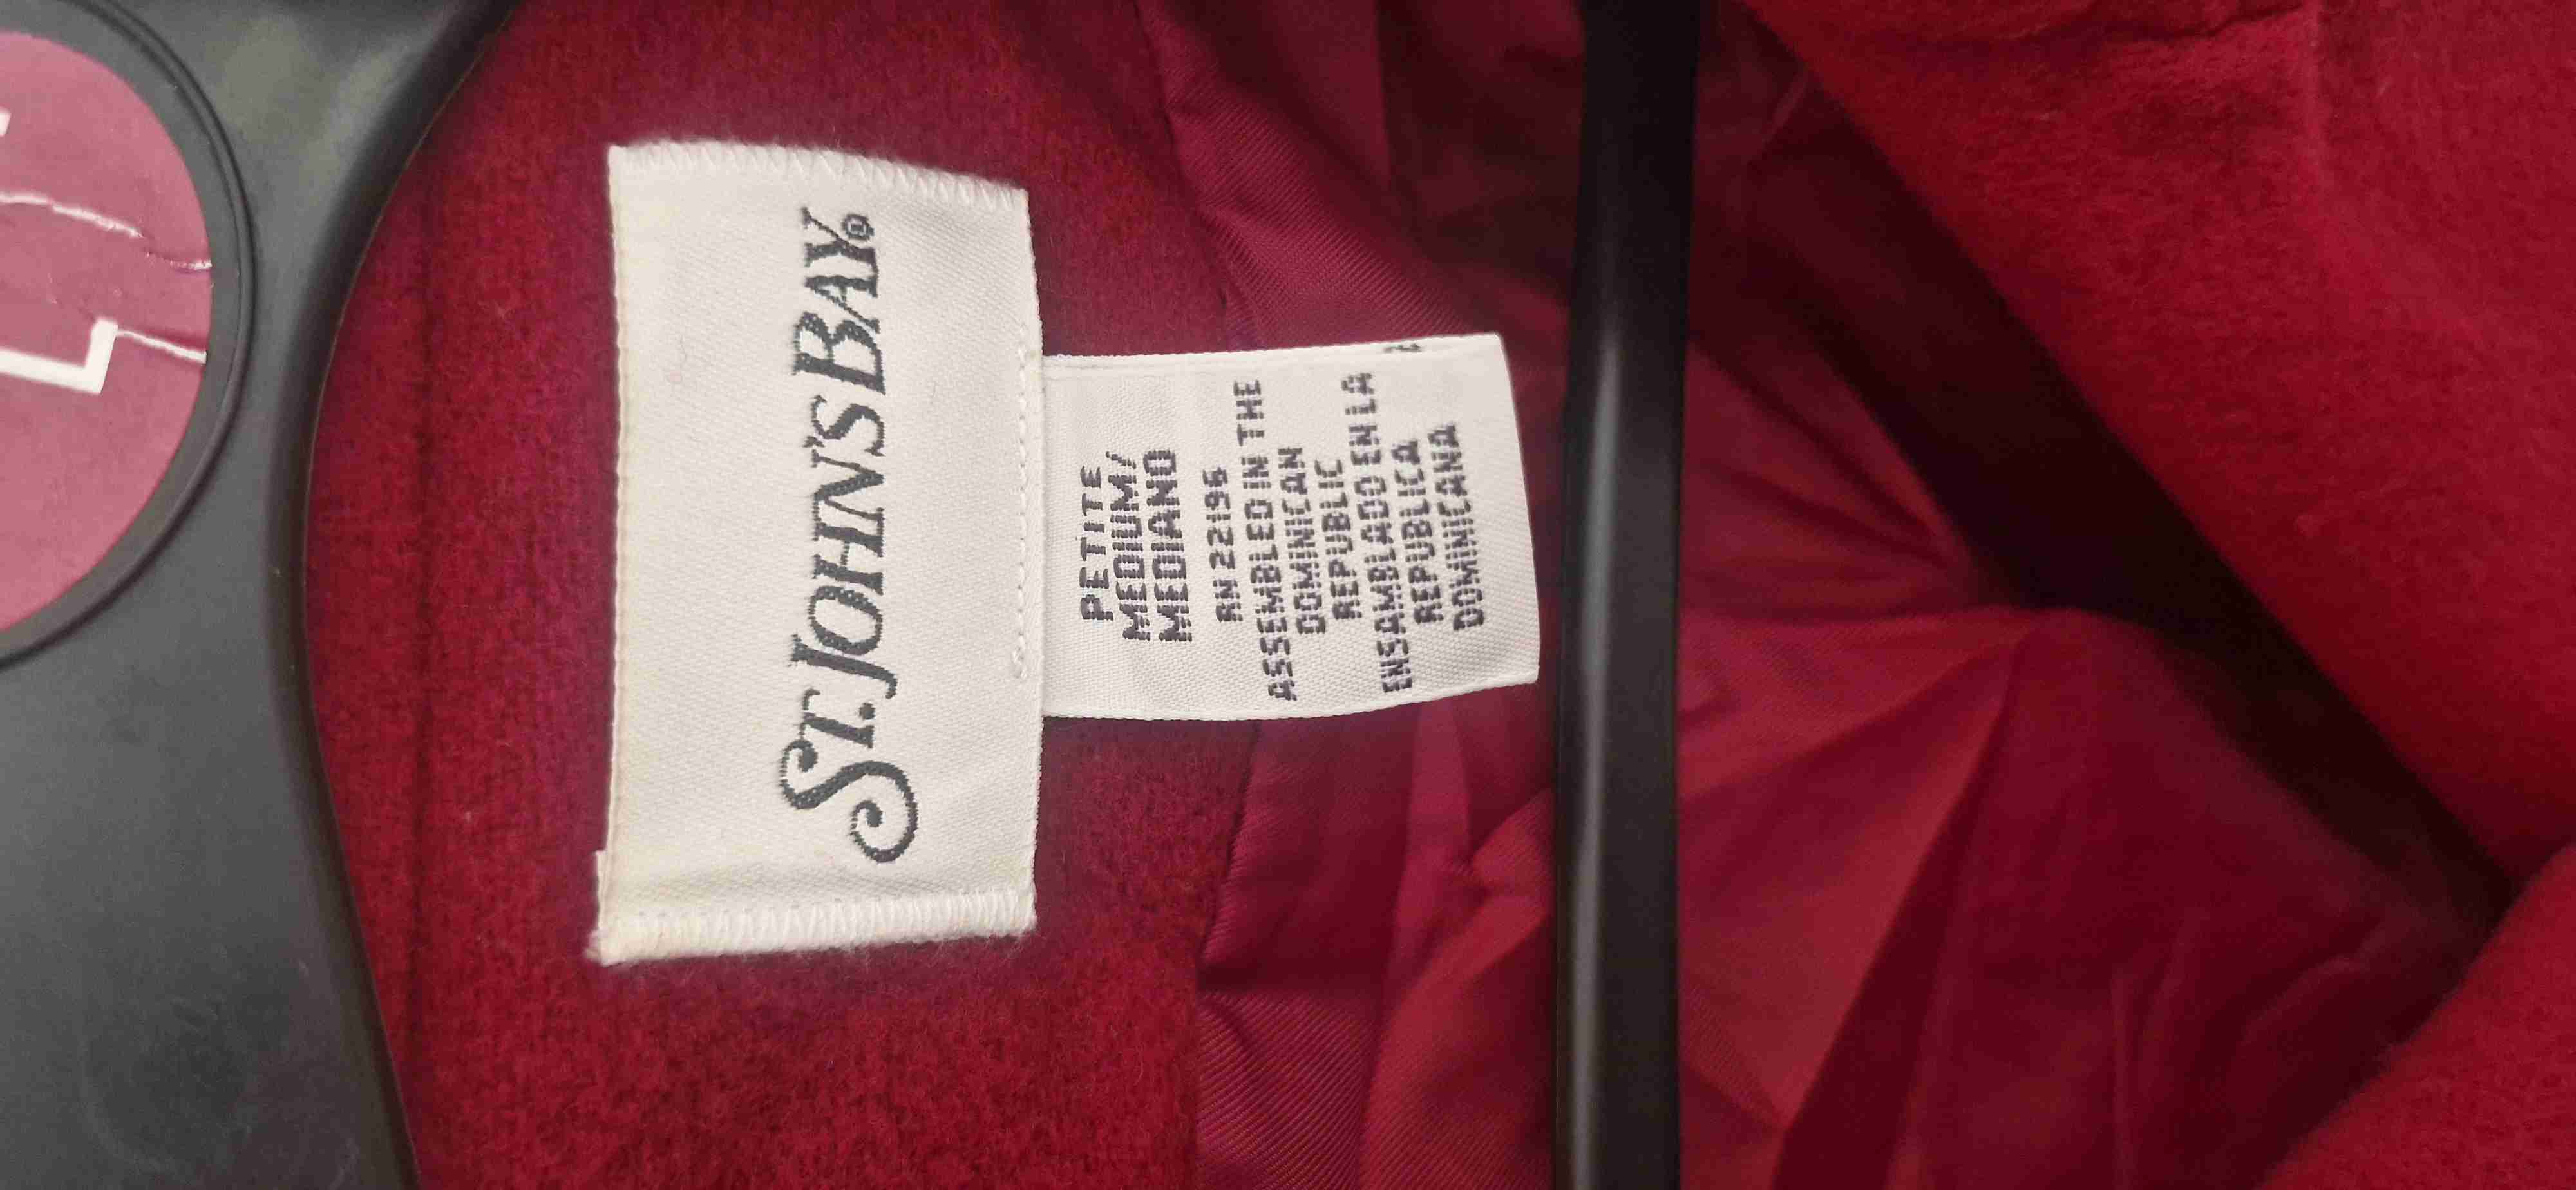 ST. JOHN'S BAY®
PETITE
MEDIUM/
MEDIANO
RN 22196
ASSEMBLED IN THE
DOMINICAN
REPUBLIC
ENSAMBLADO EN LA
REPUBLICA
DOMINICANA